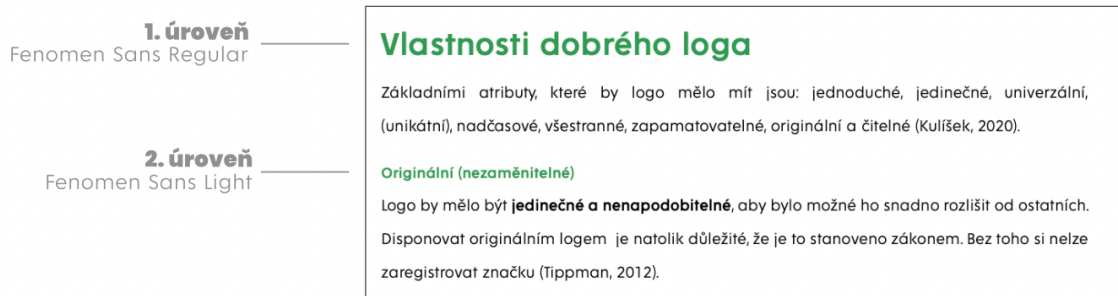 1. úroveň
Fenomen Sans Regular
Vlastnosti dobrého loga
Základními atributy, které by logo mělo mít jsou: jednoduché, jedinečné, univerzální,
(unikátní), nadčasové, všestranné, zapamatovatelné, originální a čitelné (Kulíšek, 2020).
2. úroveň
Fenomen Sans Light
Originální (nezaměnitelné)
Logo by mělo být jedinečné a nenapodobitelné, aby bylo možné ho snadno rozlišit od ostatních.
Disponovat originálním logem je natolik důležité, že je to stanoveno zákonem. Bez toho si nelze
zaregistrovat značku (Tippman, 2012).